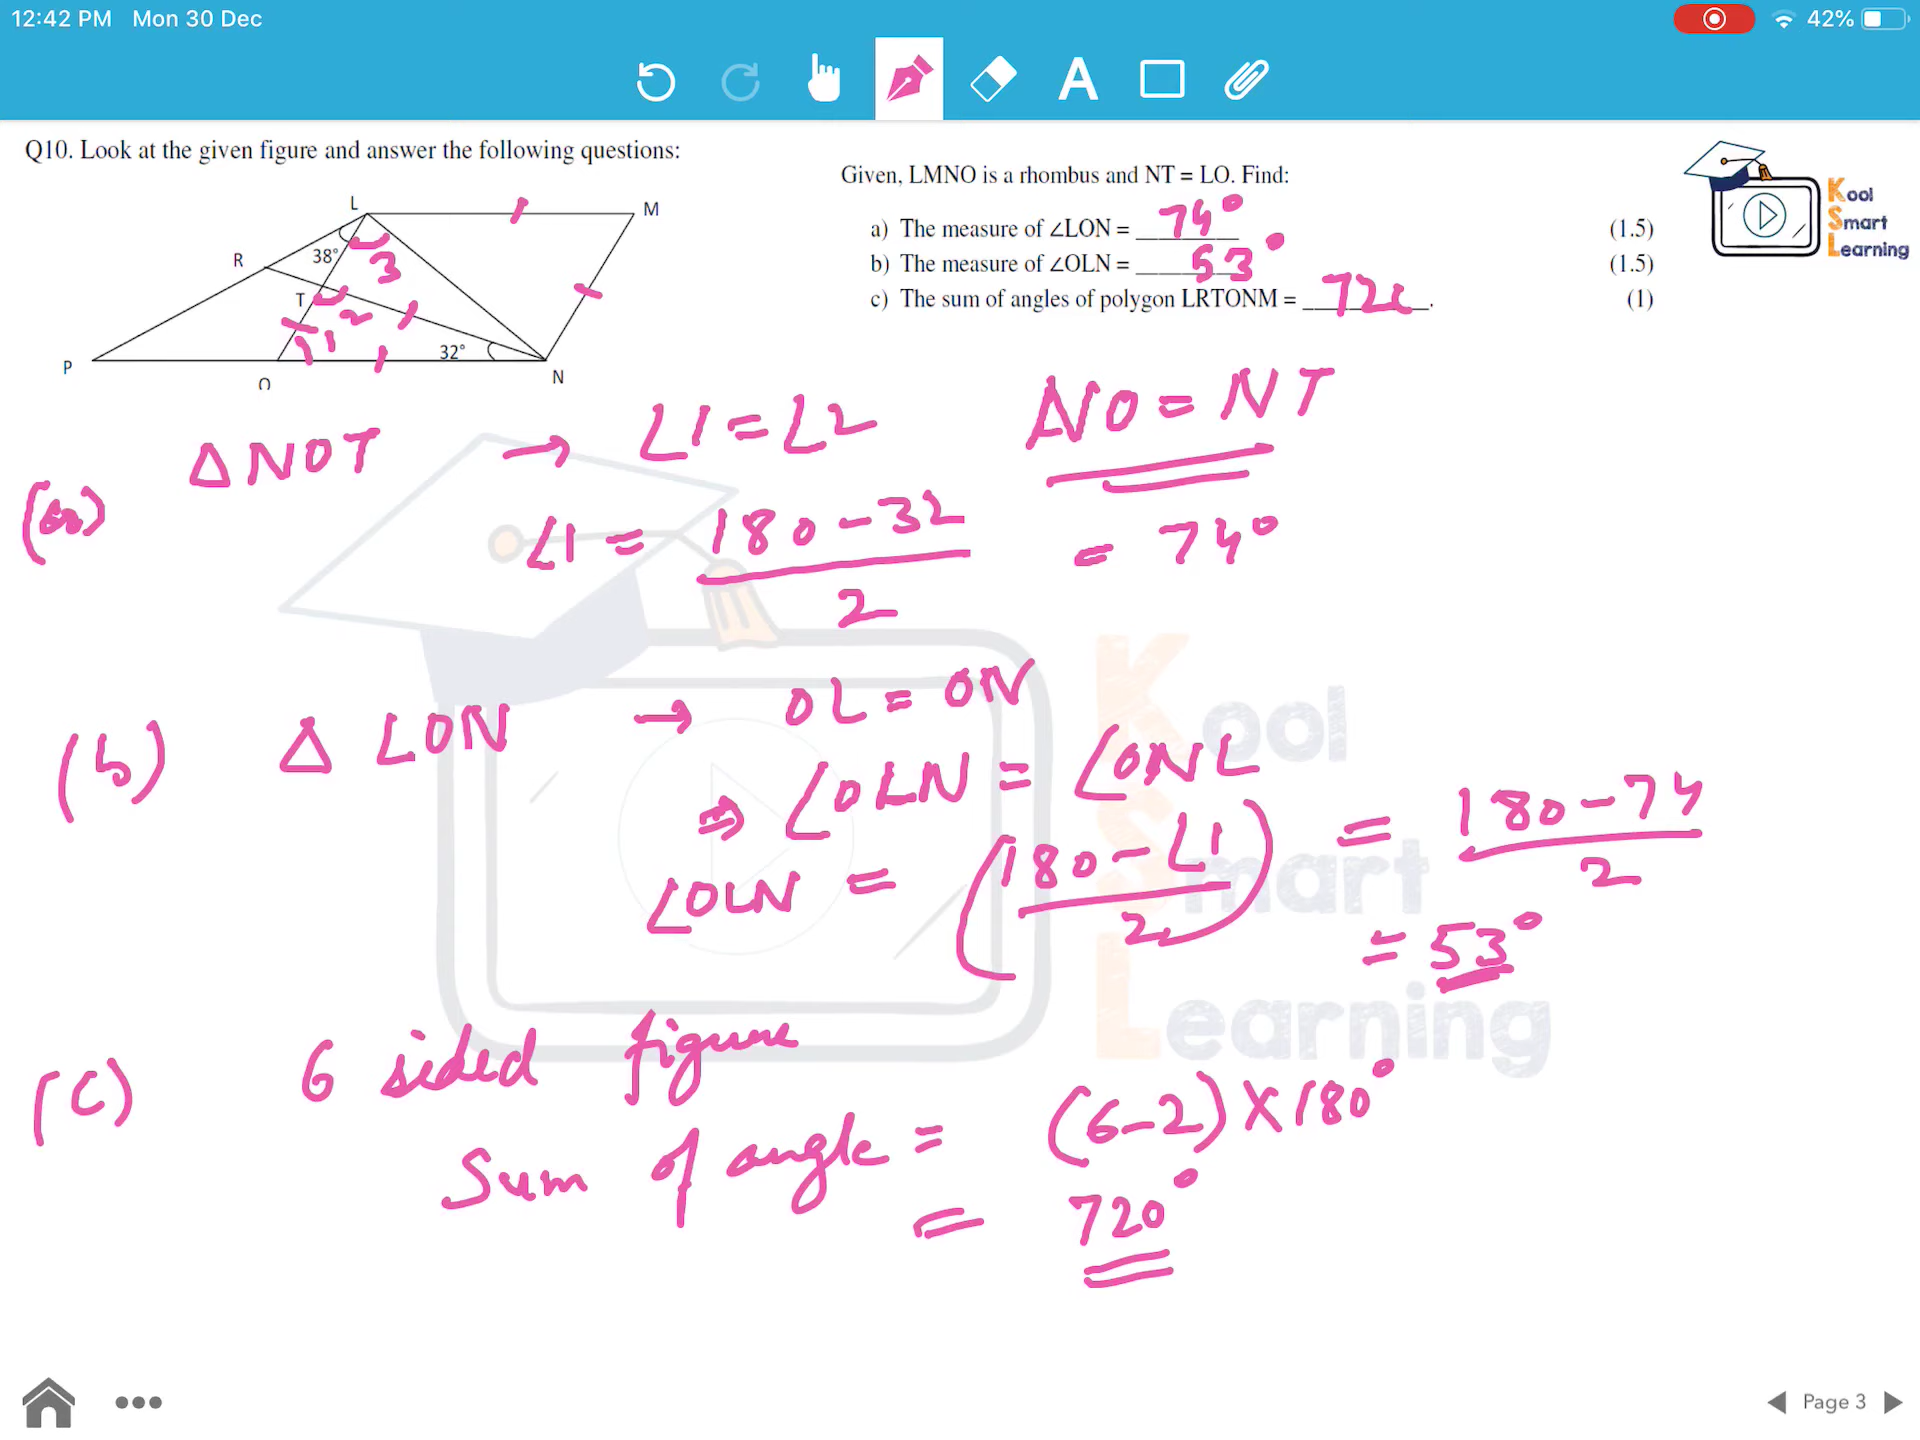 12:42 PM Mon 30 Dec
42%
A
Q10. Look at the given figure and answer the following questions:
Given, LMNO is a rhombus and NT = LO. Find:
a) The measure of ∠LON = 74° (1.5)
b) The measure of ∠OLN = 53° (1.5)
c) The sum of angles of polygon LRTONM = 720. (1)
Kool
Smart
Learning
L
M
R
38°
3
T
2
1
32°
P
O
N
(a) Δ NOT → ∠1 = ∠2 NO = NT
∠1 = 180 - 32 / 2 = 74°
(b) Δ LON → OL = ON
⇒ ∠OLN = ∠ONL
∠OLN = (180 - ∠1 / 2) = 180 - 74 / 2
= 53°
(c) 6 sided figure
Sum of angle = (6-2) × 180°
= 720°
Kool
Smart
Learning
Page 3